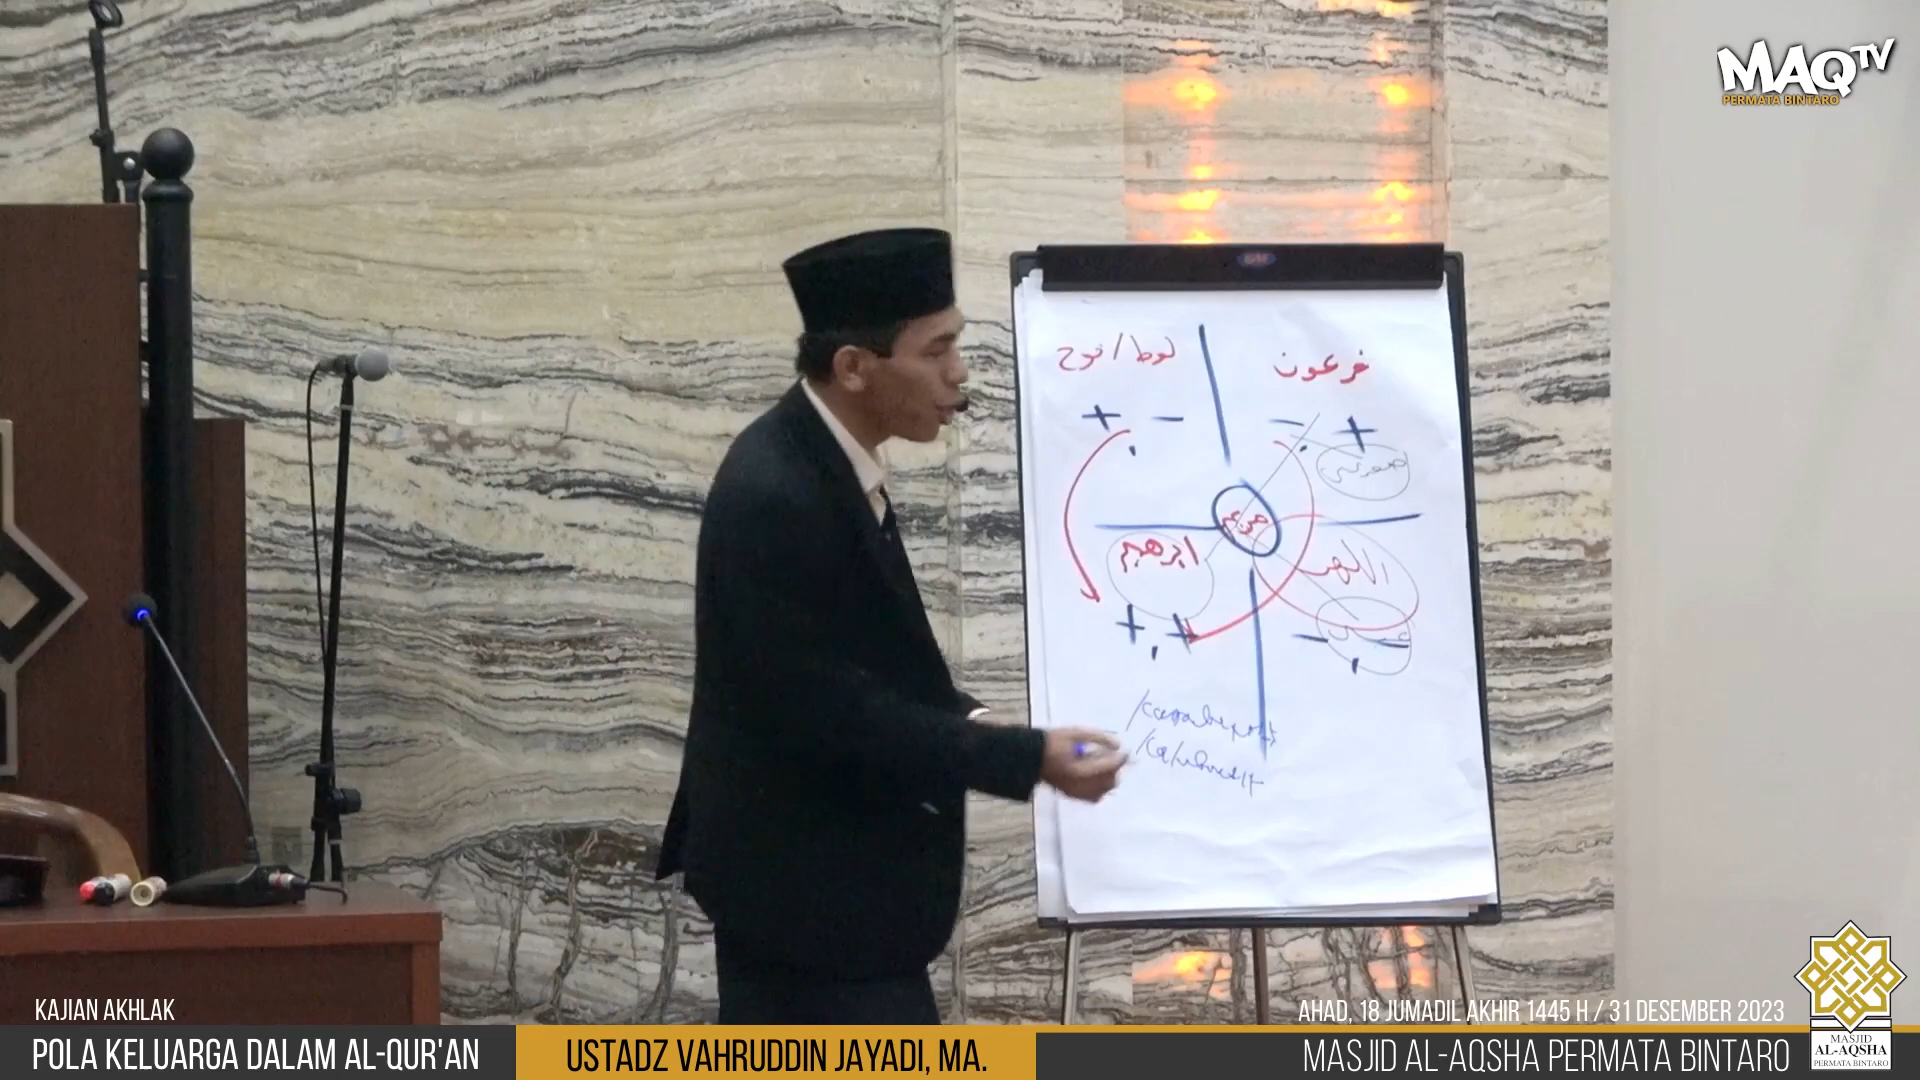 MAQTV
PERMATA BINTARO
لوط / نوح
فرعون
+ , -
- , +
مريم
ابرهيم
+ , +
- , -
KAJIAN AKHLAK
AHAD, 18 JUMADIL AKHIR 1445 H / 31 DESEMBER 2023
POLA KELUARGA DALAM AL-QUR'AN
USTADZ VAHRUDDIN JAYADI, MA.
MASJID AL-AQSHA PERMATA BINTARO
MASJID
AL-AQSHA
PERMATA BINTARO